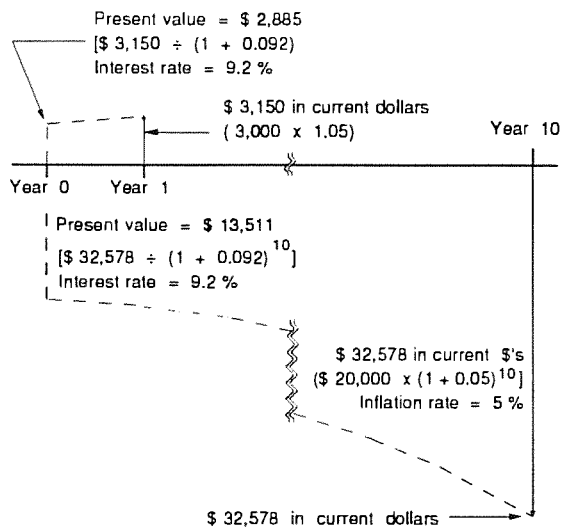 Present value = $ 2,885
[$ 3,150 ÷ (1 + 0.092)
Interest rate = 9.2 %
$ 3,150 in current dollars
( 3,000 x 1.05)
Year 10
Year 0
Year 1
Present value = $ 13,511
[$ 32,578 ÷ (1 + 0.092)¹⁰]
Interest rate = 9.2 %
$ 32,578 in current $'s
($ 20,000 x (1 + 0.05)¹⁰]
Inflation rate = 5 %
$ 32,578 in current dollars